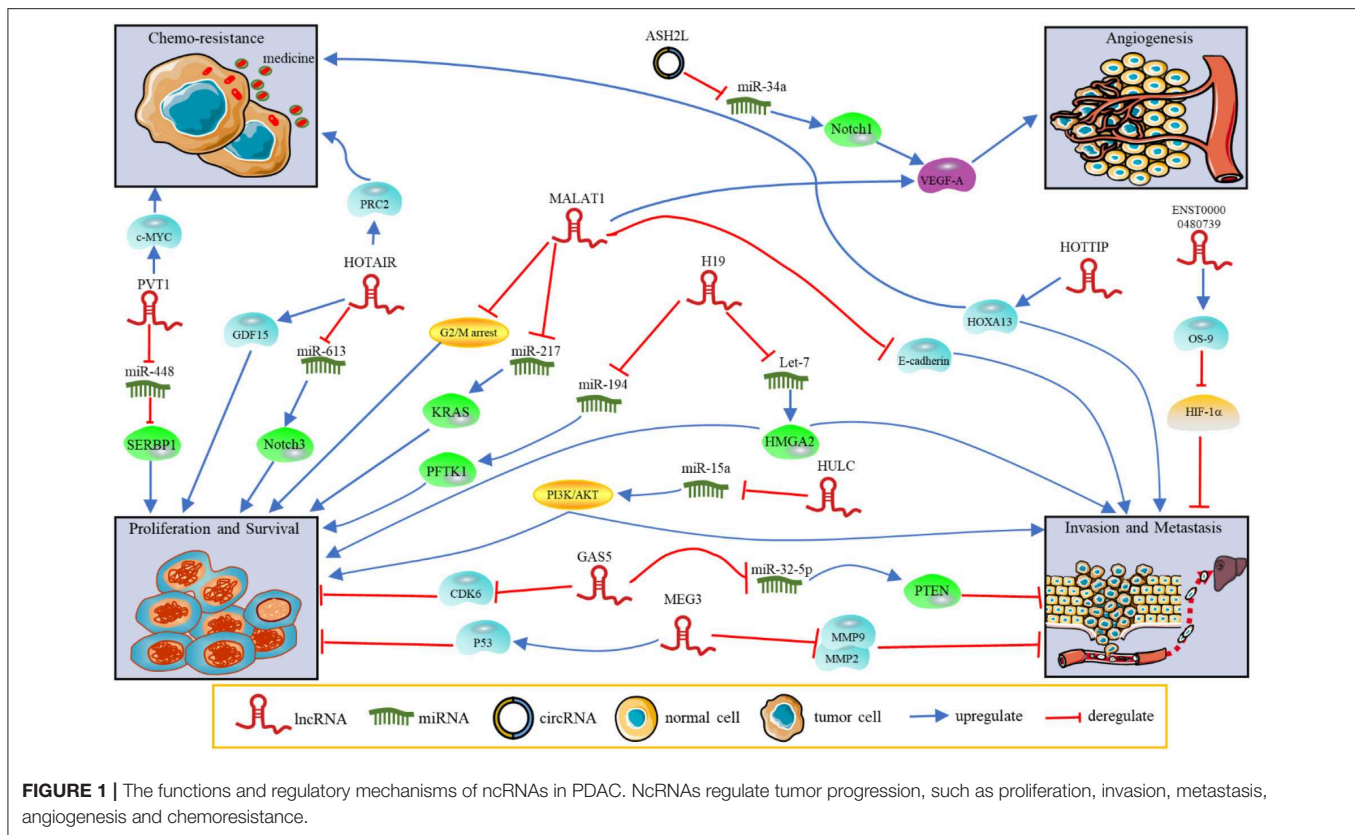 Chemo-resistance
medicine
ASH2L
miR-34a
Notch1
VEGF-A
Angiogenesis
c-MYC
PRC2
MALAT1
ENST0000
0480739
PVT1
HOTAIR
H19
HOTTIP
GDF15
miR-613
G2/M arrest
miR-217
HOXA13
OS-9
miR-448
miR-194
Let-7
E-cadherin
SERBP1
Notch3
KRAS
PFTK1
HMGA2
HIF-1α
PI3K/AKT
miR-15a
HULC
Proliferation and Survival
Invasion and Metastasis
GAS5
miR-32-5p
CDK6
PTEN
MEG3
P53
MMP9
MMP2
lncRNA
miRNA
circRNA
normal cell
tumor cell
upregulate
deregulate
FIGURE 1 | The functions and regulatory mechanisms of ncRNAs in PDAC. NcRNAs regulate tumor progression, such as proliferation, invasion, metastasis,
angiogenesis and chemoresistance.